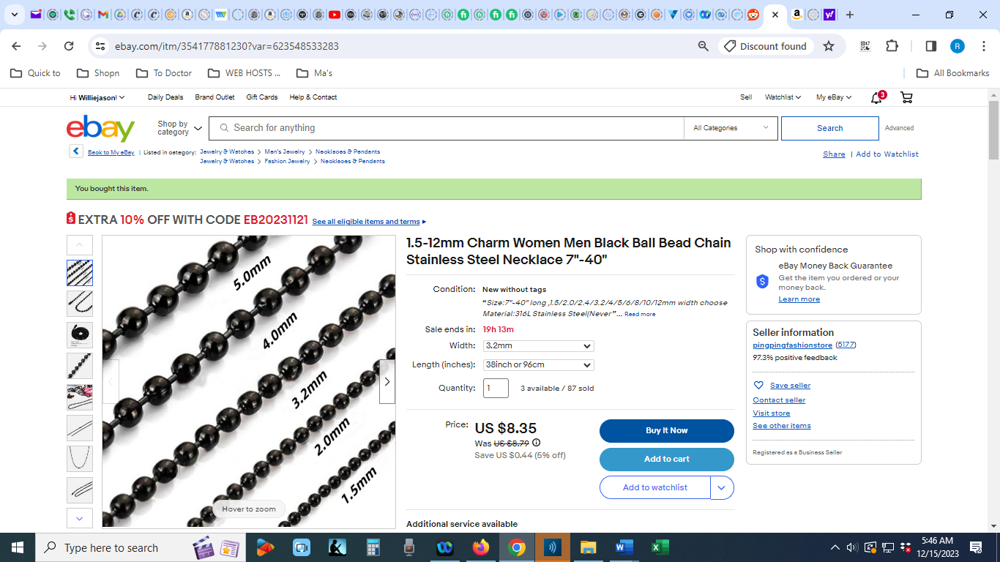 ebay.com/itm/354177881230?var=623548533283
Discount found
R
Quick to
Shopn
To Doctor
WEB HOSTS ...
Ma's
All Bookmarks
Hi Williejason!
Daily Deals
Brand Outlet
Gift Cards
Help & Contact
Sell
Watchlist
My eBay
3
ebay
Shop by category
Search for anything
All Categories
Search
Advanced
Back to My eBay | Listed in category:
Jewelry & Watches > Men's Jewelry > Necklaces & Pendants
Jewelry & Watches > Fashion Jewelry > Necklaces & Pendants
Share | Add to Watchlist
You bought this item.
EXTRA 10% OFF WITH CODE EB20231121 See all eligible items and terms ▸
5.0mm
4.0mm
3.2mm
2.0mm
1.5mm
Hover to zoom
1.5-12mm Charm Women Men Black Ball Bead Chain
Stainless Steel Necklace 7"-40"
Condition: New without tags
“Size:7"-40" long ,1.5/2.0/2.4/3.2/4/5/6/8/10/12mm width choose
Material:316L Stainless Steel(Never”... Read more
Sale ends in: 19h 13m
Width: 3.2mm
Length (inches): 38inch or 96cm
Quantity: 1 3 available / 87 sold
Price: US $8.35
Was US $8.79
Save US $0.44 (5% off)
Buy It Now
Add to cart
Add to watchlist
Additional service available
Shop with confidence
eBay Money Back Guarantee
Get the item you ordered or your
money back.
Learn more
Seller information
pingpingfashionstore (5177)
97.3% positive feedback
Save seller
Contact seller
Visit store
See other items
Registered as a Business Seller
Type here to search
5:46 AM
12/15/2023